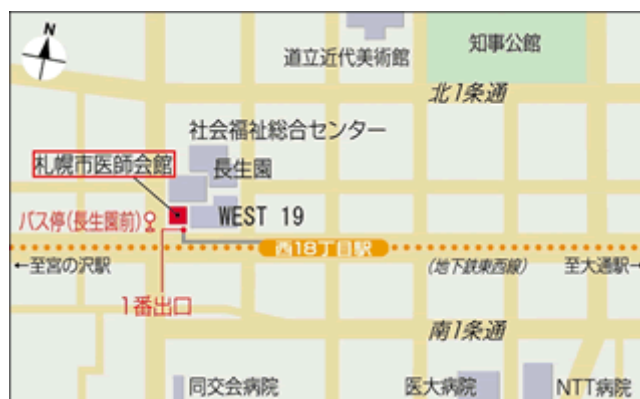 N
道立近代美術館
知事公館
北1条通
社会福祉総合センター
札幌市医師会館
長生園
バス停(長生園前)
WEST 19
西18丁目駅
←至宮の沢駅
(地下鉄東西線)
至大通駅→
1番出口
南1条通
同交会病院
医大病院
NTT病院